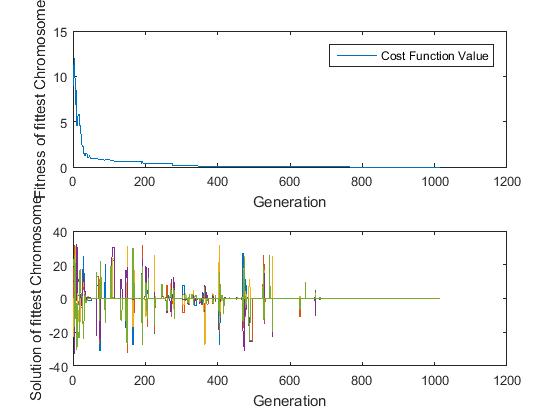 Fitness of fittest Chromosome
15
10
5
0
Cost Function Value
0 200 400 600 800 1000 1200
Generation
Solution of fittest Chromosome
40
20
0
-20
-40
0 200 400 600 800 1000 1200
Generation